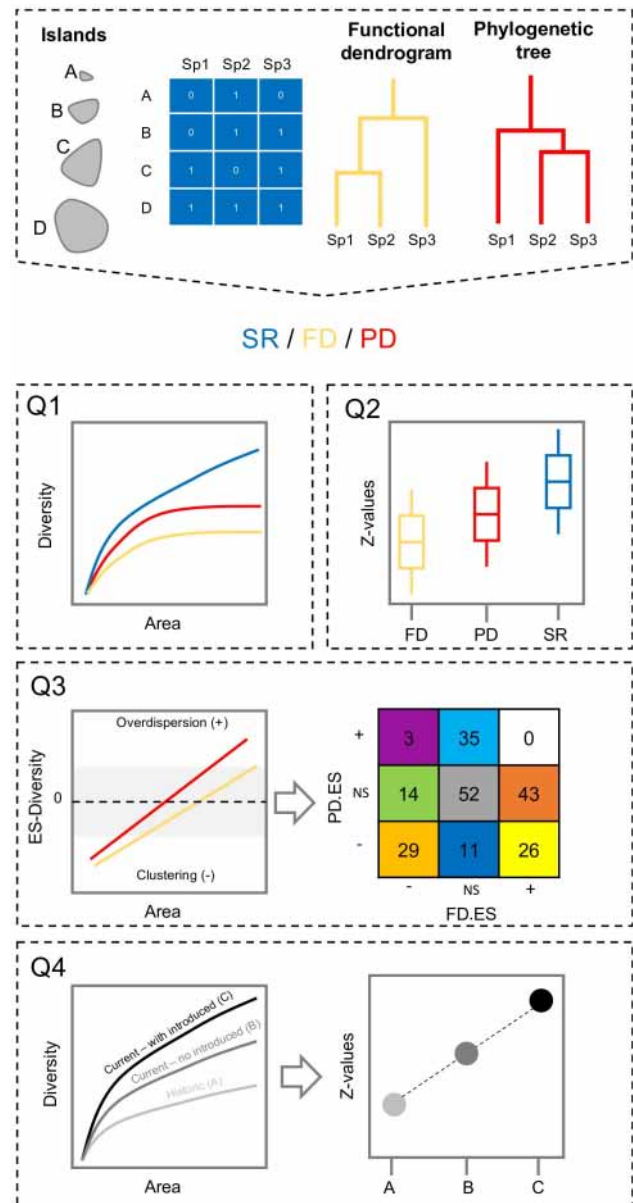 Islands
Functional dendrogram
Phylogenetic tree
Sp1 Sp2 Sp3
A
B
C
D
A 0 1 0
B 0 1 1
C 1 0 1
D 1 1 1
Sp1 Sp2 Sp3
Sp1 Sp2 Sp3
SR / FD / PD
Q1
Diversity
Area
Q2
Z-values
FD PD SR
Q3
Overdispersion (+)
ES-Diversity
0
Clustering (-)
Area
PD.ES
+ 3 35 0
NS 14 52 43
- 29 11 26
- NS +
FD.ES
Q4
Diversity
Current – with introduced (C)
Current – no introduced (B)
Historic (A)
Area
Z-values
A B C